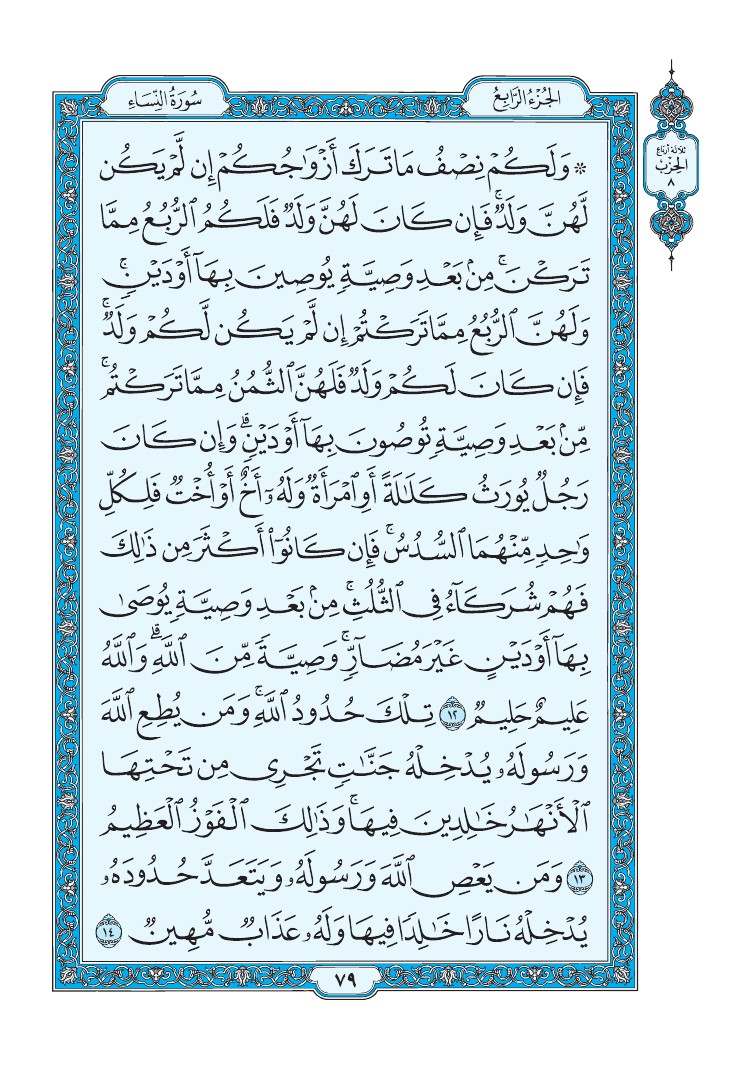 الجُزْءُ الرَّابِعُ
سُورَةُ النِّسَاءِ
ثلاثة أرباع
الحِزْب
٨
۞ وَلَكُمْ نِصْفُ مَا تَرَكَ أَزْوَٰجُكُمْ إِن لَّمْ يَكُن
لَّهُنَّ وَلَدٌۚ فَإِن كَانَ لَهُنَّ وَلَدٌ فَلَكُمُ ٱلرُّبُعُ مِمَّا
تَرَكْنَۚ مِنۢ بَعْدِ وَصِيَّةٍ يُوصِينَ بِهَآ أَوْ دَيْنٍۚ
وَلَهُنَّ ٱلرُّبُعُ مِمَّا تَرَكْتُمْ إِن لَّمْ يَكُن لَّكُمْ وَلَدٌۚ
فَإِن كَانَ لَكُمْ وَلَدٌ فَلَهُنَّ ٱلثُّمُنُ مِمَّا تَرَكْتُمۚ
مِّنۢ بَعْدِ وَصِيَّةٍ تُوصُونَ بِهَآ أَوْ دَيْنٍۗ وَإِن كَانَ
رَجُلٌ يُورَثُ كَلَٰلَةً أَوِ ٱمْرَأَةٌ وَلَهُۥٓ أَخٌ أَوْ أُخْتٌ فَلِكُلِّ
وَٰحِدٍ مِّنْهُمَا ٱلسُّدُسُۚ فَإِن كَانُوٓا۟ أَكْثَرَ مِن ذَٰلِكَ
فَهُمْ شُرَكَآءُ فِى ٱلثُّلُثِۚ مِنۢ بَعْدِ وَصِيَّةٍ يُوصَىٰ
بِهَآ أَوْ دَيْنٍ غَيْرَ مُضَآرٍّۚ وَصِيَّةً مِّنَ ٱللَّهِۗ وَٱللَّهُ
عَلِيمٌ حَلِيمٌ ١٢ تِلْكَ حُدُودُ ٱللَّهِۚ وَمَن يُطِعِ ٱللَّهَ
وَرَسُولَهُۥ يُدْخِلْهُ جَنَّٰتٍ تَجْرِى مِن تَحْتِهَا
ٱلْأَنْهَٰرُ خَٰلِدِينَ فِيهَاۚ وَذَٰلِكَ ٱلْفَوْزُ ٱلْعَظِيمُ
١٣ وَمَن يَعْصِ ٱللَّهَ وَرَسُولَهُۥ وَيَتَعَدَّ حُدُودَهُۥ
يُدْخِلْهُ نَارًا خَٰلِدًا فِيهَا وَلَهُۥ عَذَابٌ مُّهِينٌ ١٤
٧٩